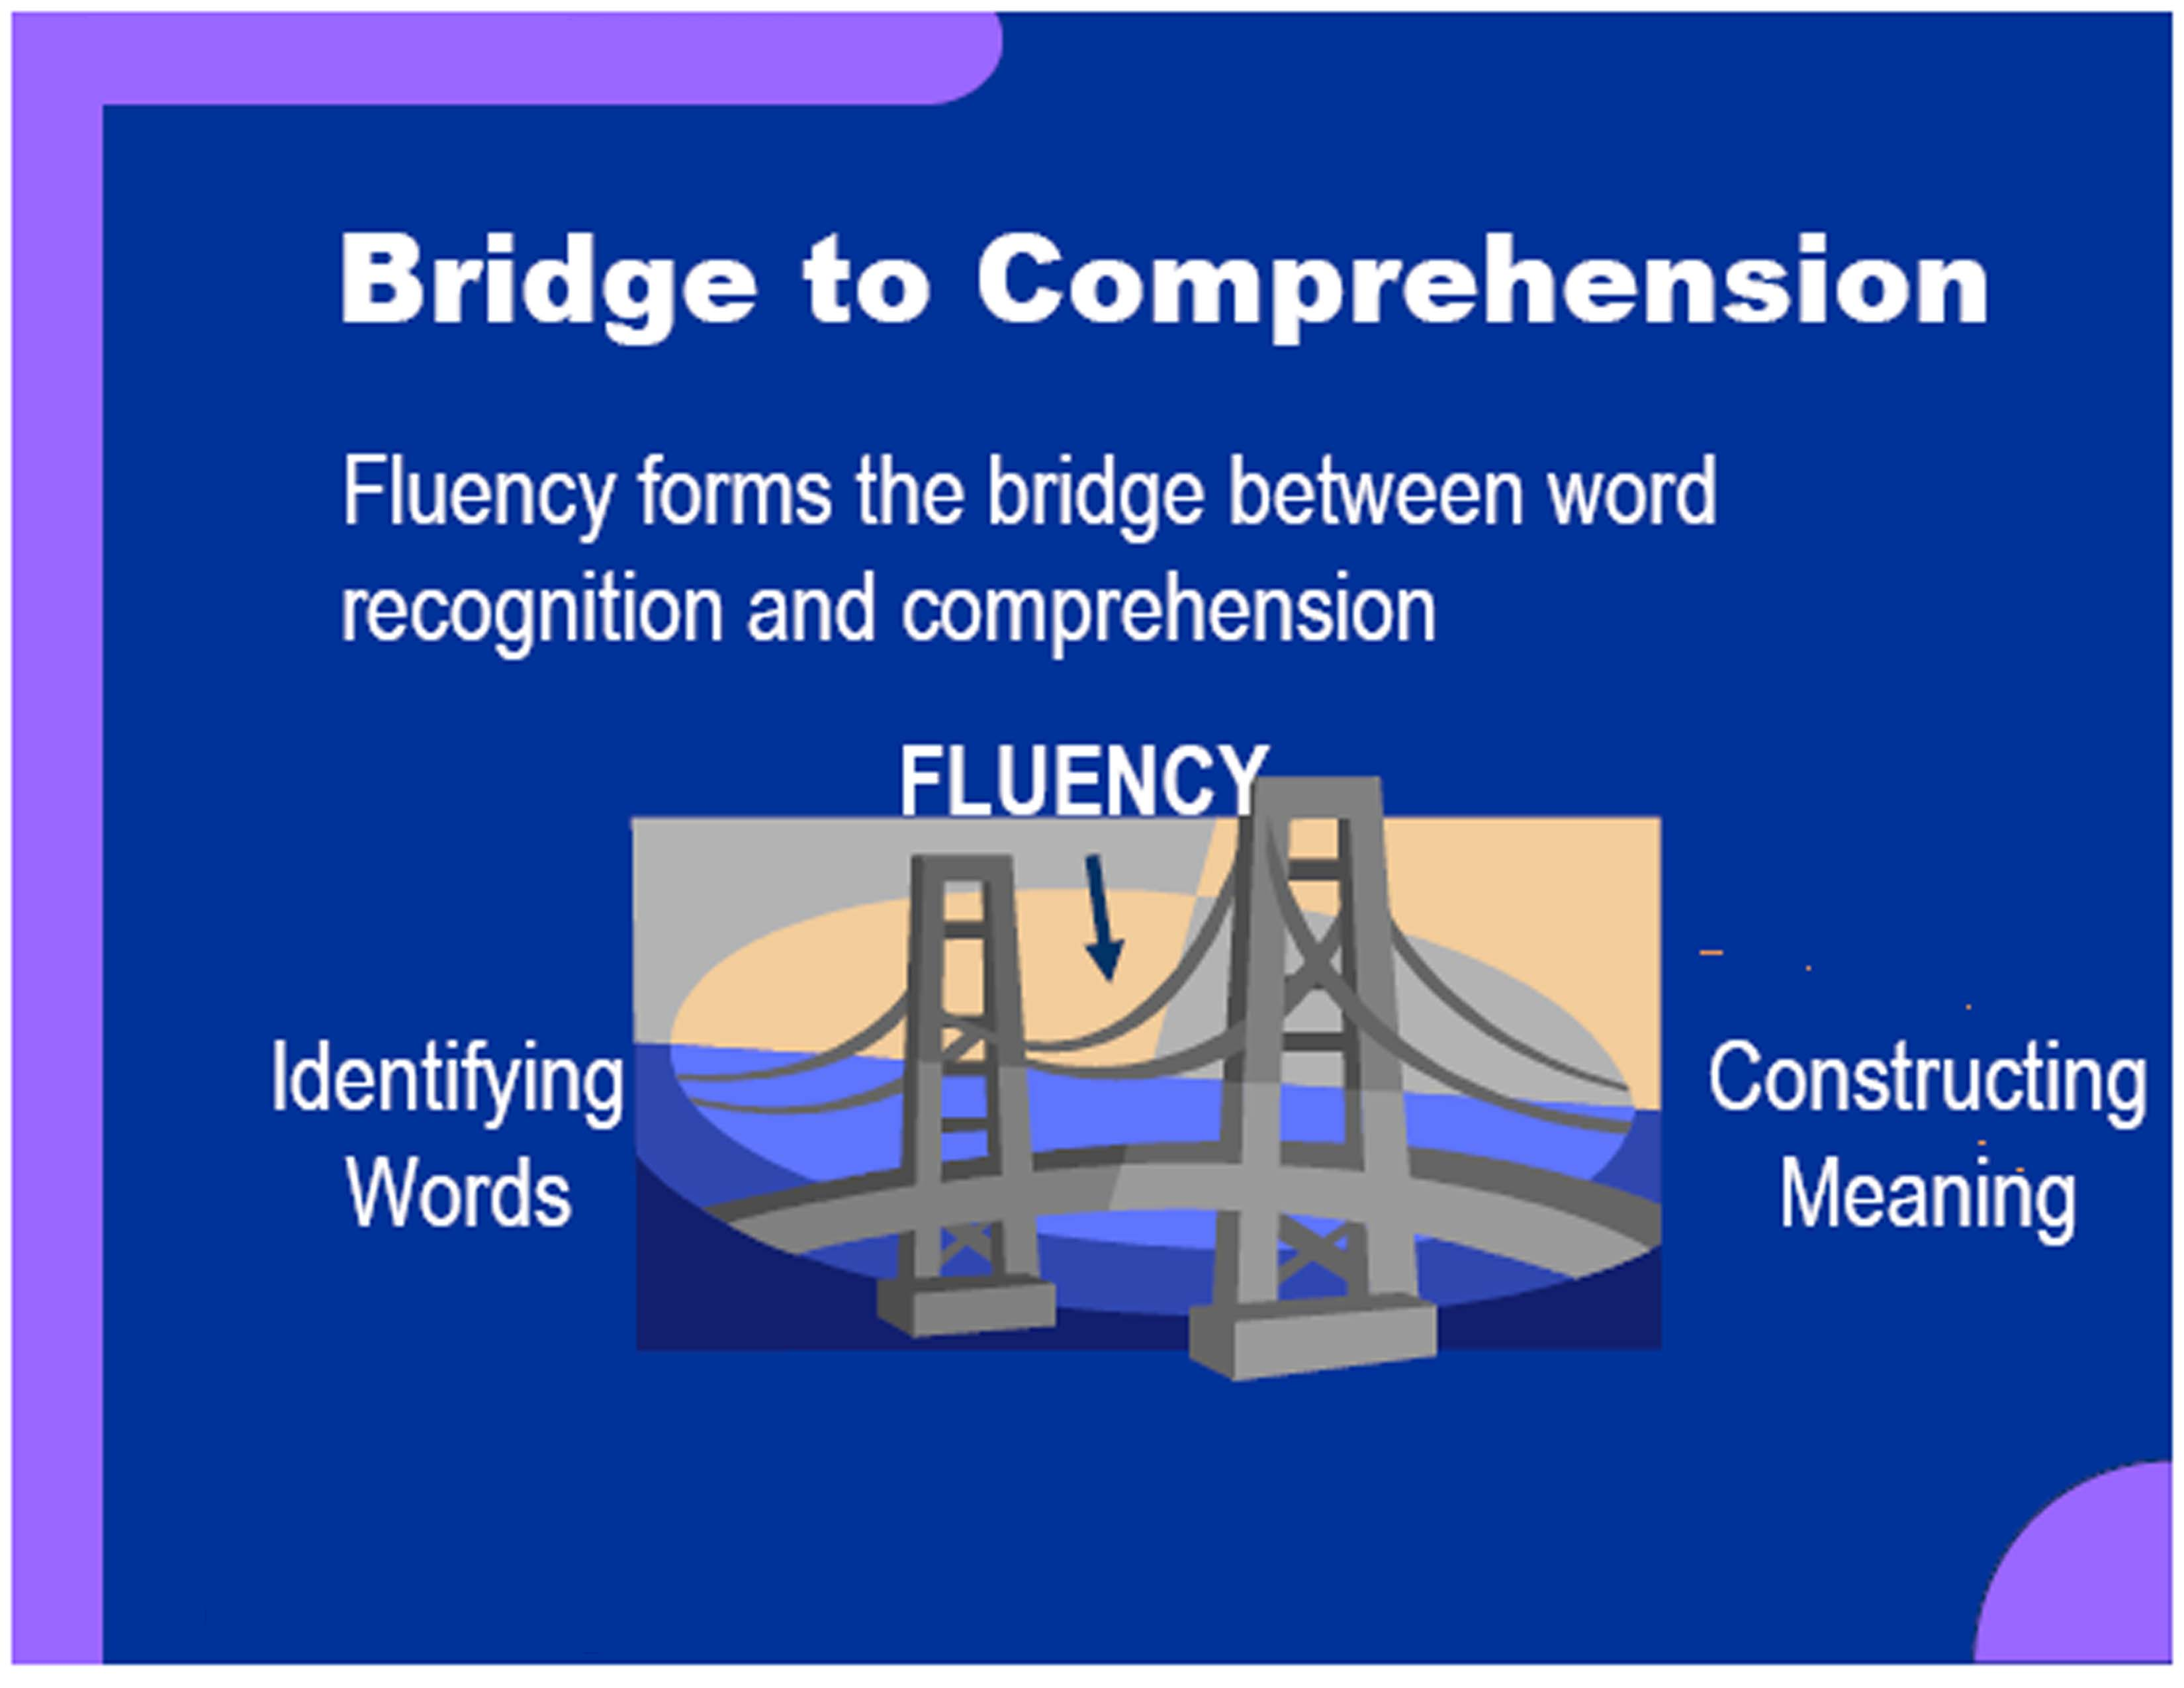 Bridge to Comprehension
Fluency forms the bridge between word
recognition and comprehension
FLUENCY
Identifying
Words
Constructing
Meaning